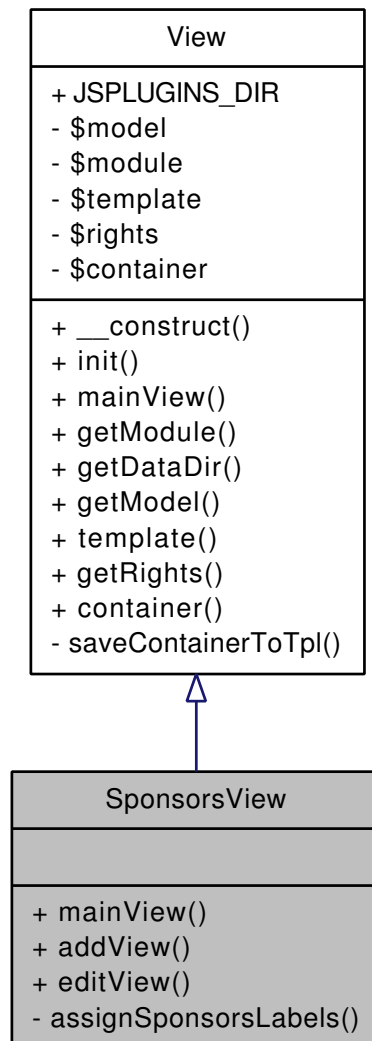 View
+ JSPLUGINS_DIR
- $model
- $module
- $template
- $rights
- $container
+ __construct()
+ init()
+ mainView()
+ getModule()
+ getDataDir()
+ getModel()
+ template()
+ getRights()
+ container()
- saveContainerToTpl()
SponsorsView
+ mainView()
+ addView()
+ editView()
- assignSponsorsLabels()